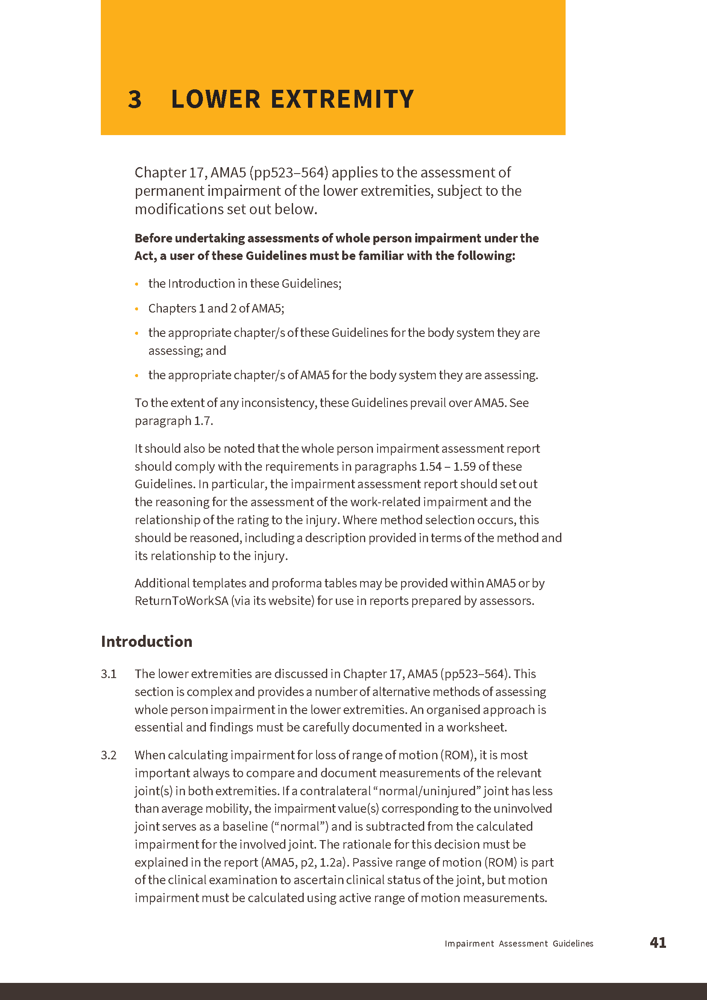 3 LOWER EXTREMITY
Chapter 17, AMA5 (pp523–564) applies to the assessment of
permanent impairment of the lower extremities, subject to the
modifications set out below.
Before undertaking assessments of whole person impairment under the
Act, a user of these Guidelines must be familiar with the following:
• the Introduction in these Guidelines;
• Chapters 1 and 2 of AMA5;
• the appropriate chapter/s of these Guidelines for the body system they are
assessing; and
• the appropriate chapter/s of AMA5 for the body system they are assessing.
To the extent of any inconsistency, these Guidelines prevail over AMA5. See
paragraph 1.7.
It should also be noted that the whole person impairment assessment report
should comply with the requirements in paragraphs 1.54 – 1.59 of these
Guidelines. In particular, the impairment assessment report should set out
the reasoning for the assessment of the work-related impairment and the
relationship of the rating to the injury. Where method selection occurs, this
should be reasoned, including a description provided in terms of the method and
its relationship to the injury.
Additional templates and proforma tables may be provided within AMA5 or by
ReturnToWorkSA (via its website) for use in reports prepared by assessors.
Introduction
3.1 The lower extremities are discussed in Chapter 17, AMA5 (pp523–564). This
section is complex and provides a number of alternative methods of assessing
whole person impairment in the lower extremities. An organised approach is
essential and findings must be carefully documented in a worksheet.
3.2 When calculating impairment for loss of range of motion (ROM), it is most
important always to compare and document measurements of the relevant
joint(s) in both extremities. If a contralateral “normal/uninjured” joint has less
than average mobility, the impairment value(s) corresponding to the uninvolved
joint serves as a baseline (“normal”) and is subtracted from the calculated
impairment for the involved joint. The rationale for this decision must be
explained in the report (AMA5, p2, 1.2a). Passive range of motion (ROM) is part
of the clinical examination to ascertain clinical status of the joint, but motion
impairment must be calculated using active range of motion measurements.
Impairment Assessment Guidelines 41